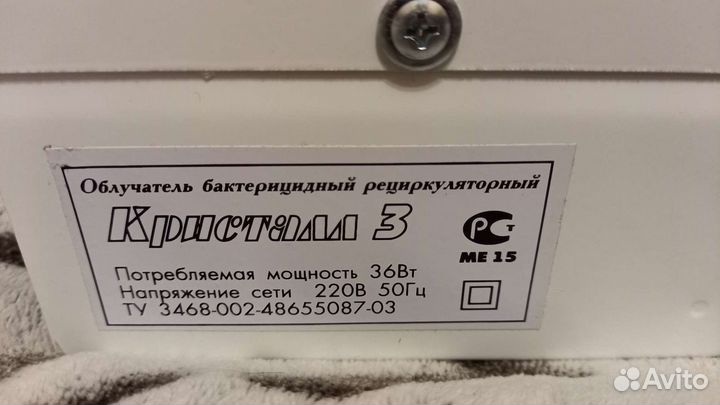 Облучатель бактерицидный рециркуляторный
Кристалл 3
РСТ
МЕ 15
Потребляемая мощность 36Вт
Напряжение сети 220В 50Гц
ТУ 3468-002-48655087-03
Avito